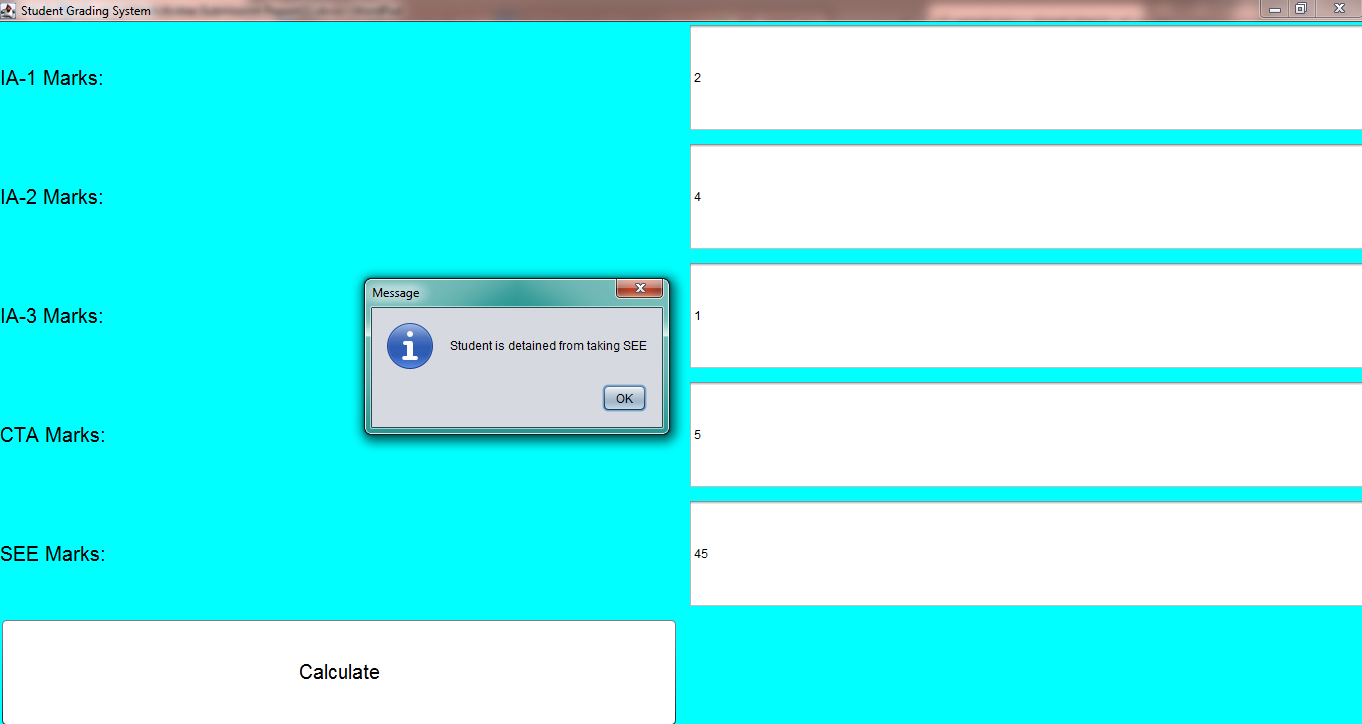 Student Grading System
IA-1 Marks:
2
IA-2 Marks:
4
IA-3 Marks:
1
Message
Student is detained from taking SEE
OK
CTA Marks:
5
SEE Marks:
45
Calculate